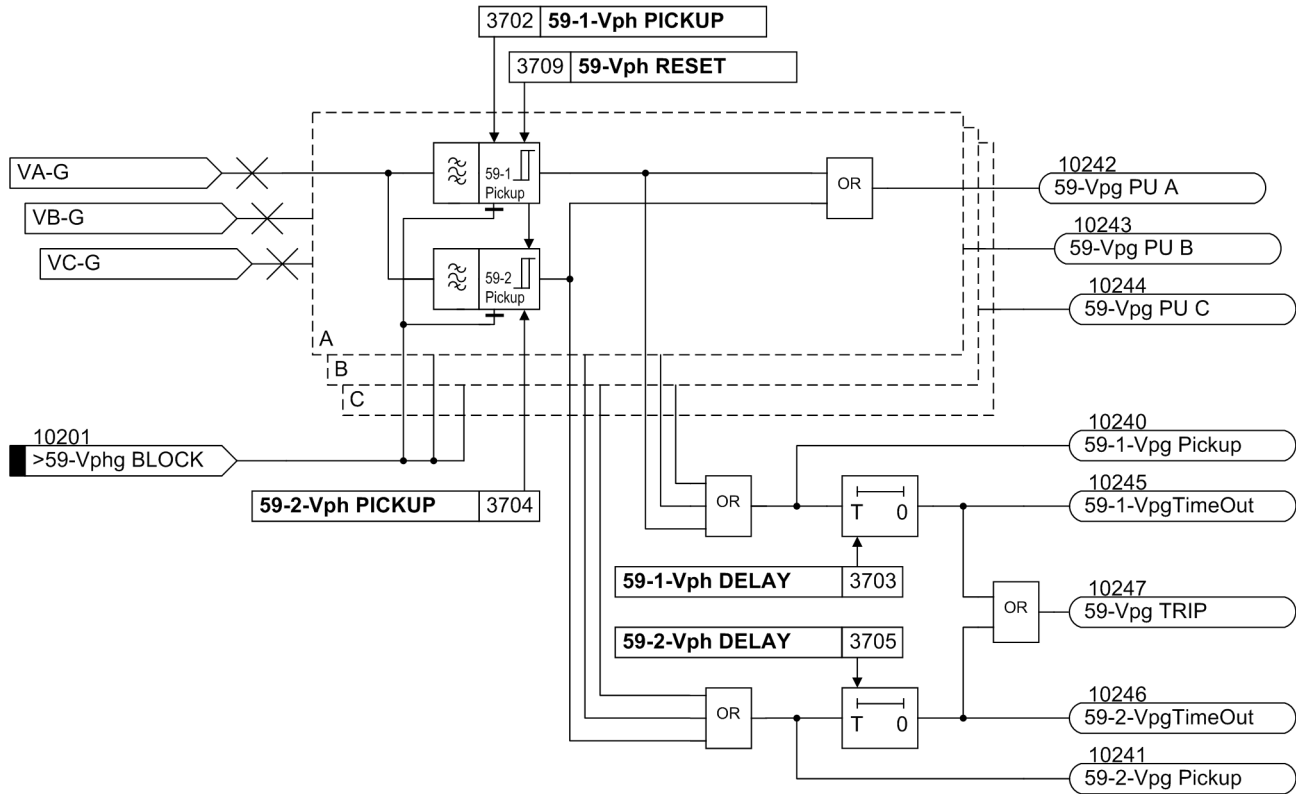 3702 59-1-Vph PICKUP
3709 59-Vph RESET
VA-G
VB-G
VC-G
59-1
Pickup
59-2
Pickup
OR
10242
59-Vpg PU A
10243
59-Vpg PU B
10244
59-Vpg PU C
A
B
C
10201
>59-Vphg BLOCK
59-2-Vph PICKUP 3704
OR
T 0
10240
59-1-Vpg Pickup
10245
59-1-VpgTimeOut
59-1-Vph DELAY 3703
OR
10247
59-Vpg TRIP
59-2-Vph DELAY 3705
OR
T 0
10246
59-2-VpgTimeOut
10241
59-2-Vpg Pickup